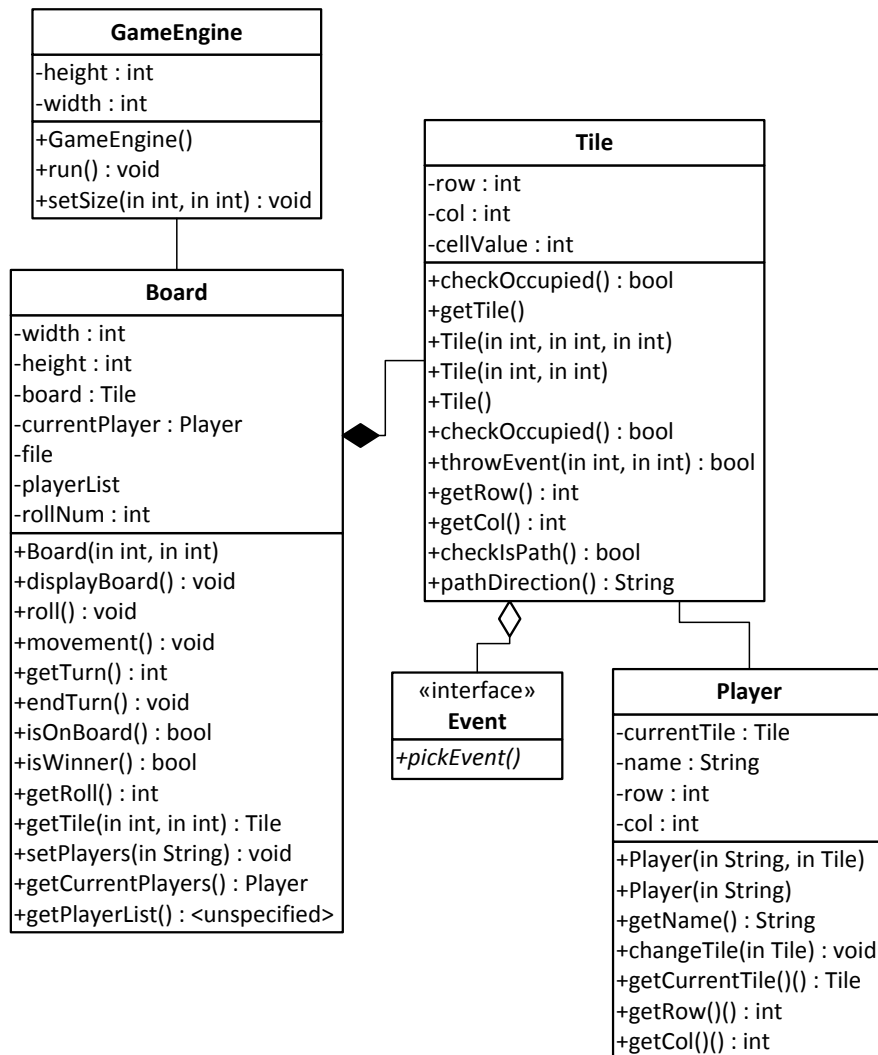 GameEngine
-height : int
-width : int
+GameEngine()
+run() : void
+setSize(in int, in int) : void
Board
-width : int
-height : int
-board : Tile
-currentPlayer : Player
-file
-playerList
-rollNum : int
+Board(in int, in int)
+displayBoard() : void
+roll() : void
+movement() : void
+getTurn() : int
+endTurn() : void
+isOnBoard() : bool
+isWinner() : bool
+getRoll() : int
+getTile(in int, in int) : Tile
+setPlayers(in String) : void
+getCurrentPlayers() : Player
+getPlayerList() : <unspecified>
Tile
-row : int
-col : int
-cellValue : int
+checkOccupied() : bool
+getTile()
+Tile(in int, in int, in int)
+Tile(in int, in int)
+Tile()
+checkOccupied() : bool
+throwEvent(in int, in int) : bool
+getRow() : int
+getCol() : int
+checkIsPath() : bool
+pathDirection() : String
«interface»
Event
+pickEvent()
Player
-currentTile : Tile
-name : String
-row : int
-col : int
+Player(in String, in Tile)
+Player(in String)
+getName() : String
+changeTile(in Tile) : void
+getCurrentTile()() : Tile
+getRow()() : int
+getCol()() : int